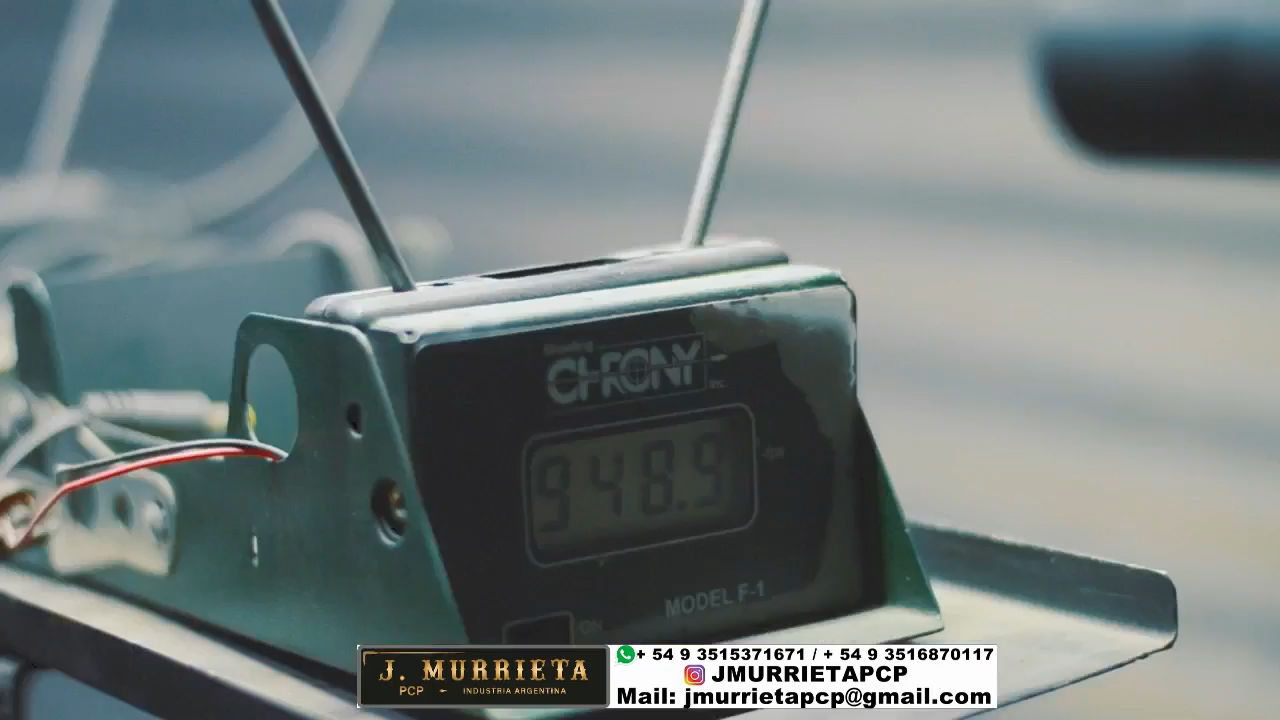 Shooting
CHRONY
INC.
948.9
fps
MODEL F-1
ON
J. MURRIETA
PCP INDUSTRIA ARGENTINA
+ 54 9 3515371671 / + 54 9 3516870117
JMURRIETAPCP
Mail: jmurrietapcp@gmail.com